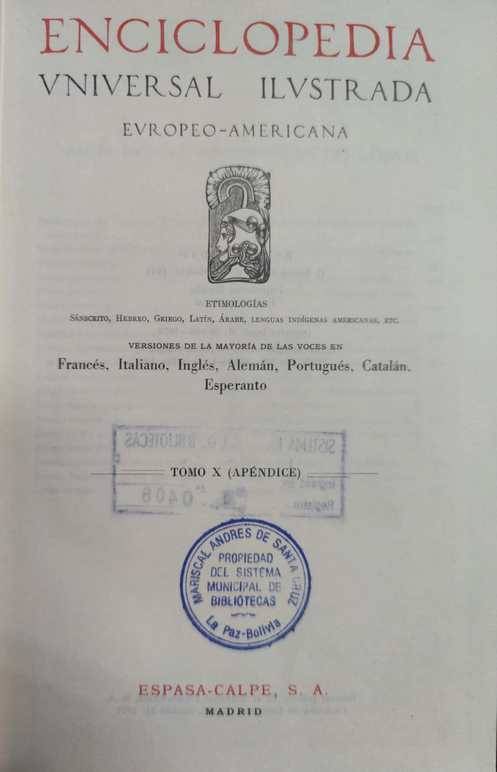 ENCICLOPEDIA
VNIVERSAL ILVSTRADA
EVROPEO-AMERICANA
ETIMOLOGÍAS
SÁNSCRITO, HEBREO, GRIEGO, LATÍN, ÁRABE, LENGUAS INDÍGENAS AMERICANAS, ETC.
VERSIONES DE LA MAYORÍA DE LAS VOCES EN
Francés, Italiano, Inglés, Alemán, Portugués, Catalán,
Esperanto
TOMO X (APÉNDICE)
MARISCAL ANDRES DE SANTA CRUZ
PROPIEDAD
DEL SISTEMA
MUNICIPAL DE
BIBLIOTECAS
La Paz-Bolivia
ESPASA-CALPE, S. A.
MADRID